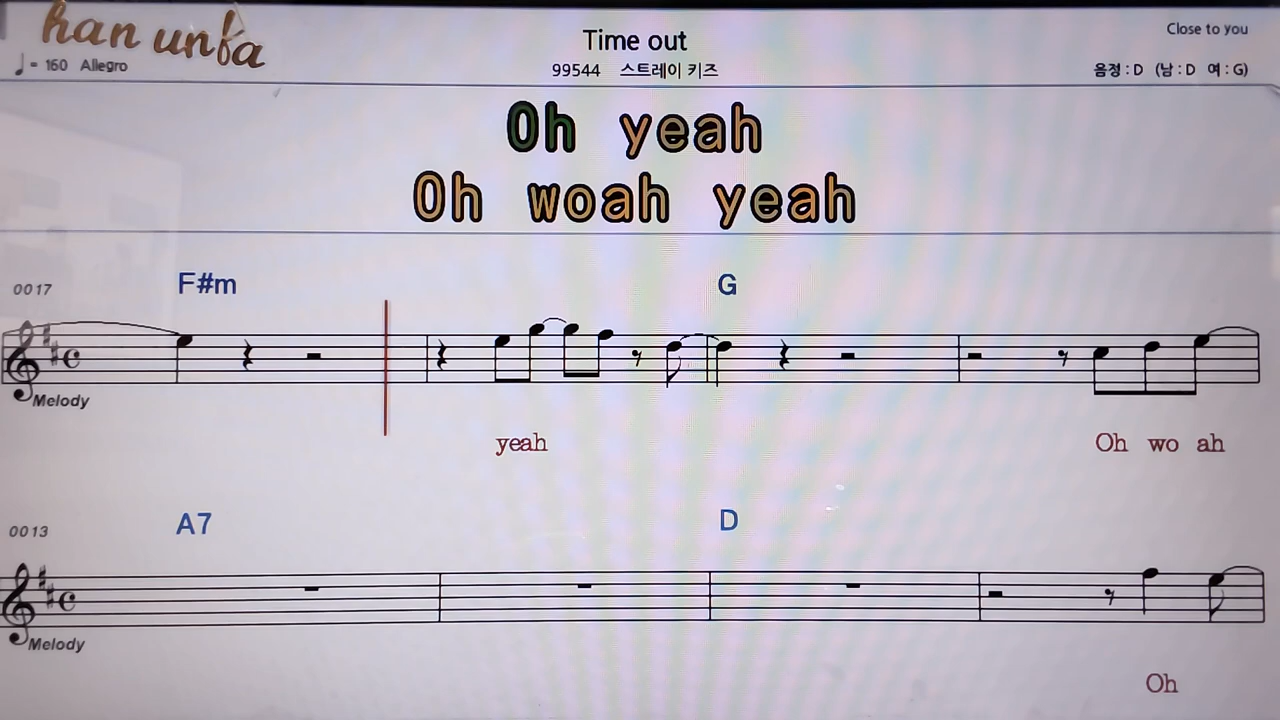 han unfa
Time out
Close to you
♩= 160 Allegro
99544 스트레이 키즈
음정 : D (남 : D 여 : G)
Oh yeah
Oh woah yeah
0017
F#m G
Melody
yeah Oh wo ah
0013
A7 D
Melody
Oh